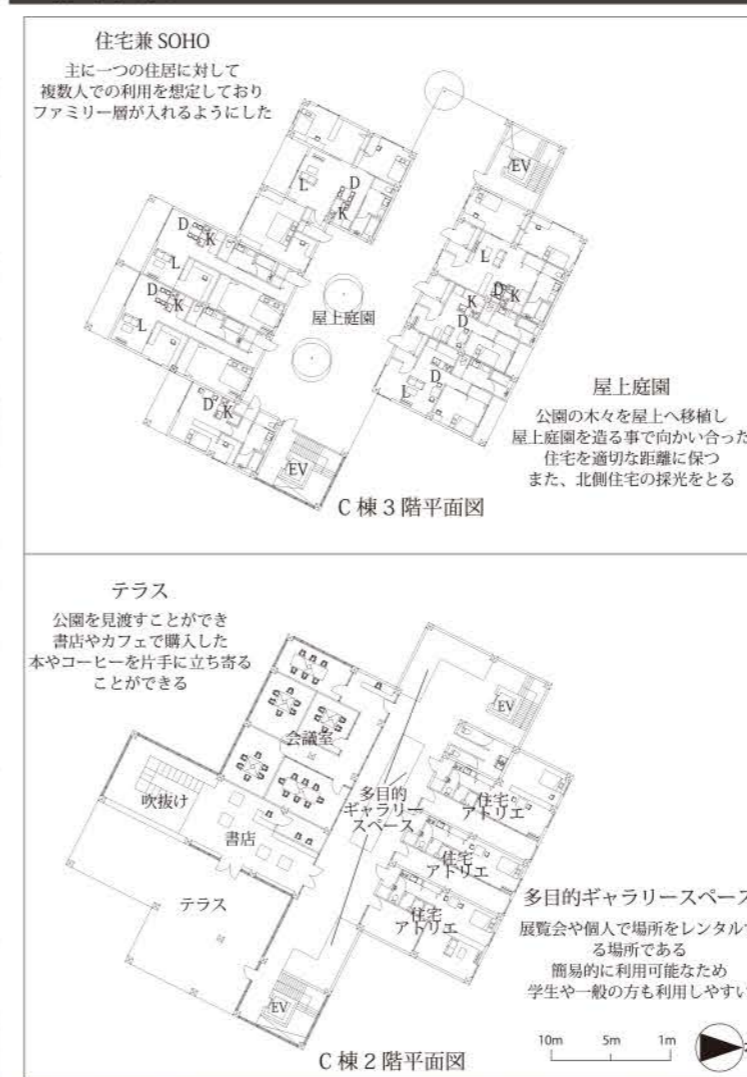 住宅兼 SOHO
主に一つの住居に対して
複数人での利用を想定しており
ファミリー層が入れるようにした
EV
L
D
K
D
K
L
D
K
L
D
K
L
D
K
K
D
D
L
屋上庭園
EV
屋上庭園
公園の木々を屋上へ移植し
屋上庭園を造る事で向かい合った
住宅を適切な距離に保つ
また、北側住宅の採光をとる
C 棟 3 階平面図
テラス
公園を見渡すことができ
書店やカフェで購入した
本やコーヒーを片手に立ち寄る
ことができる
EV
会議室
吹抜け
書店
多目的
ギャラリー
スペース
住宅
アトリエ
住宅
アトリエ
住宅
アトリエ
テラス
EV
多目的ギャラリースペース
展覧会や個人で場所をレンタル
る場所である
簡易的に利用可能なため
学生や一般の方も利用しやすい
10m 5m 1m
C 棟 2 階平面図